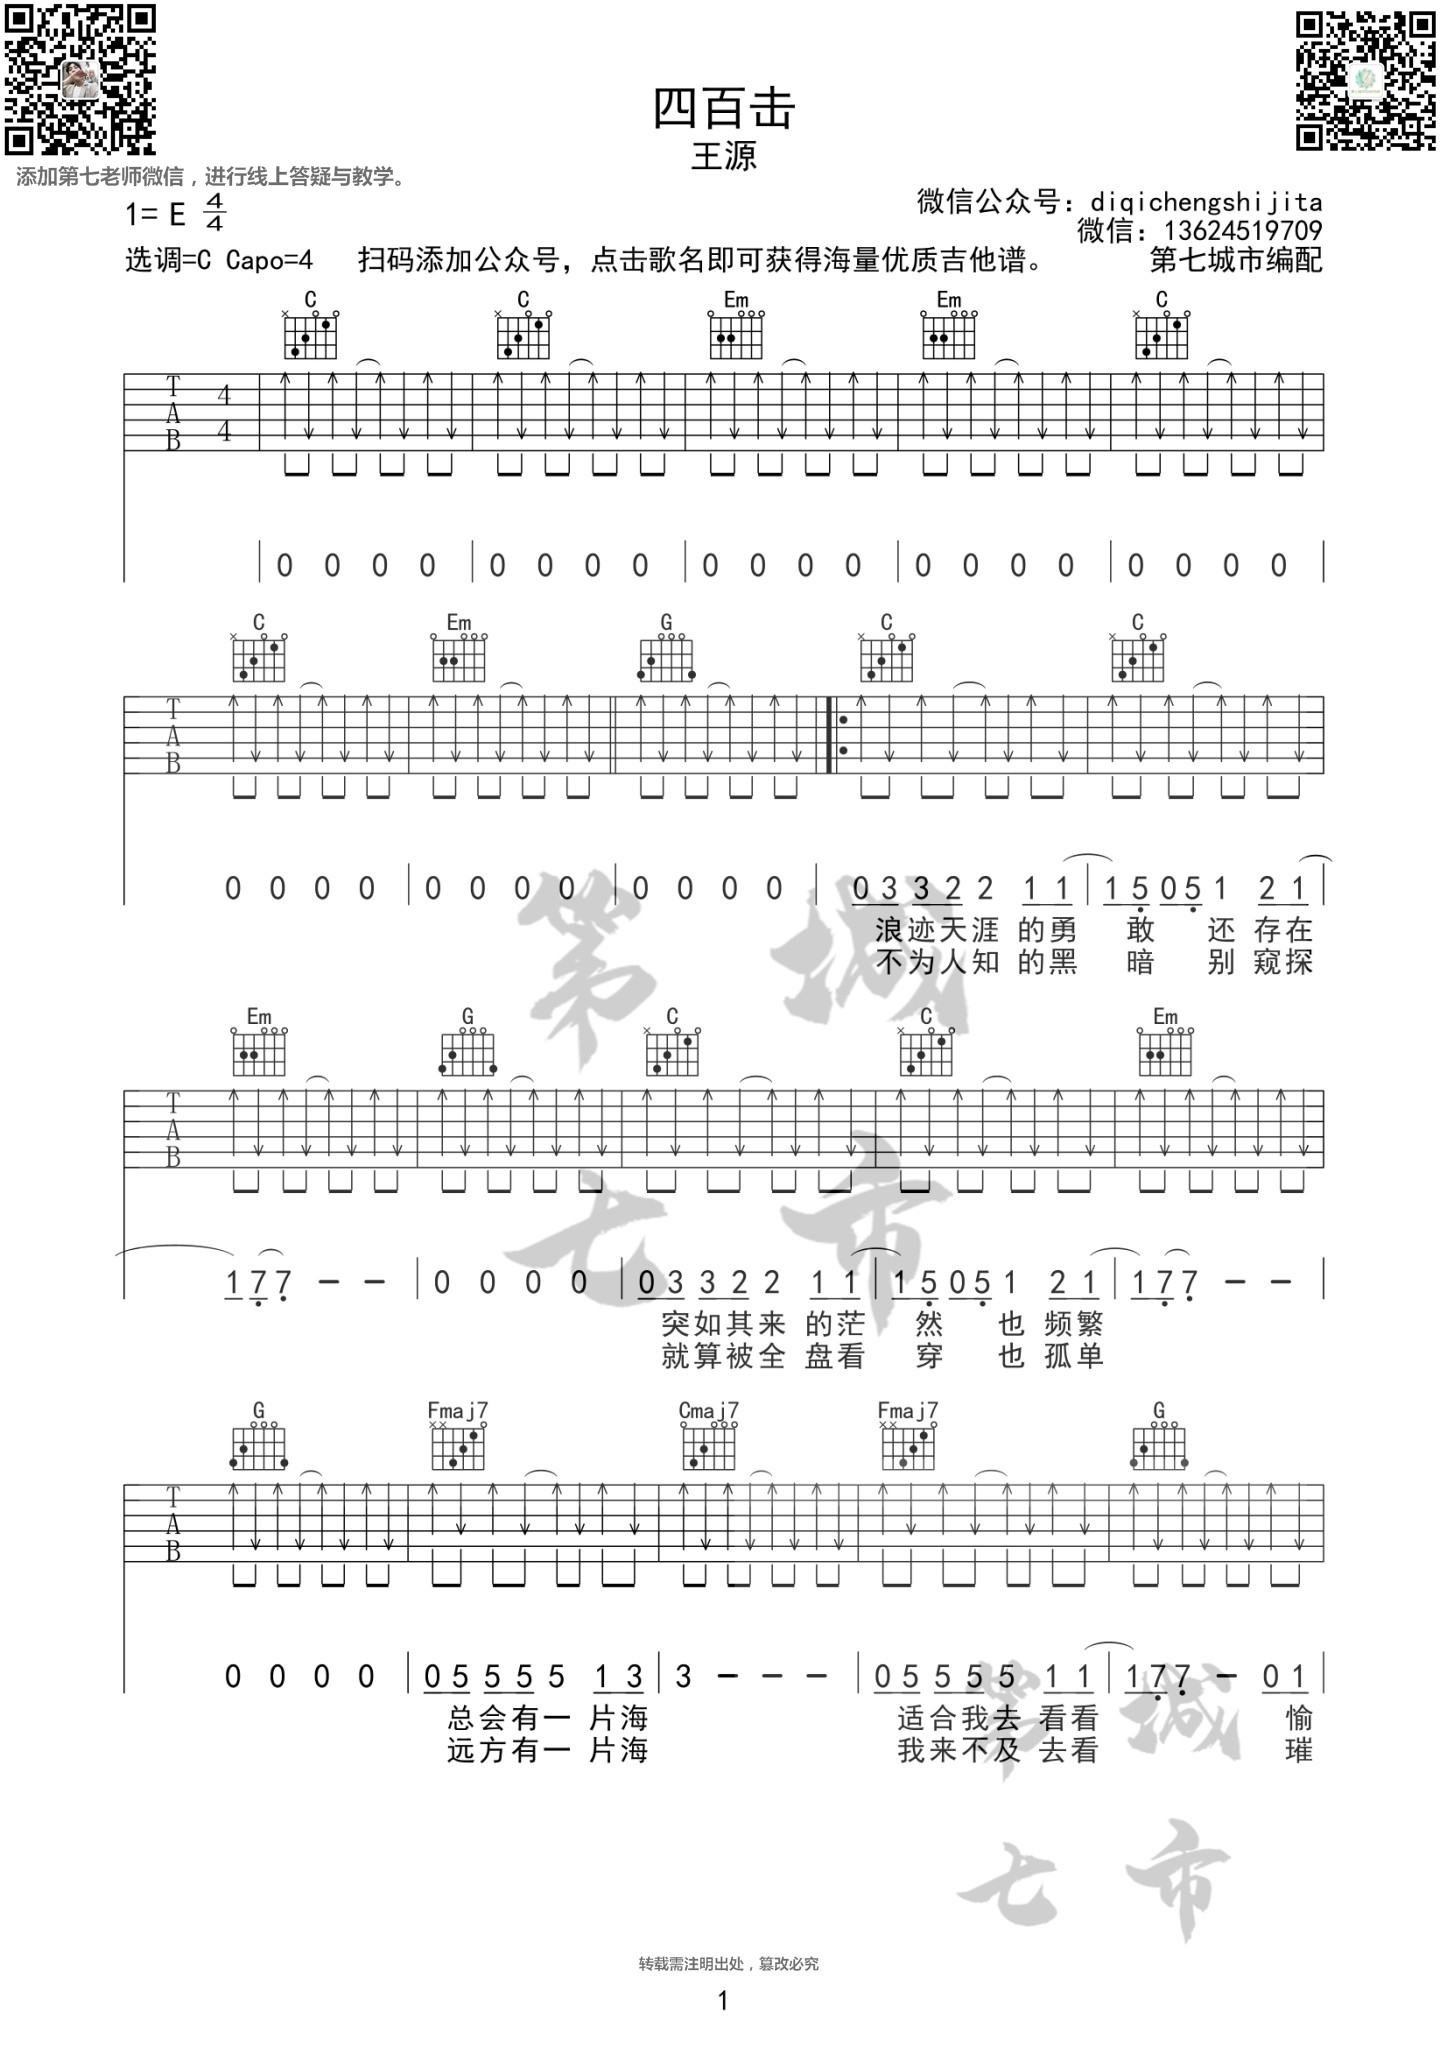 四百击
王源
添加第七老师微信，进行线上答疑与教学。
1= E 4/4
微信公众号：diqichengshijita
微信：13624519709
选调=C Capo=4 扫码添加公众号，点击歌名即可获得海量优质吉他谱。 第七城市编配
C C Em Em C
T A B 4 4
0 0 0 0 0 0 0 0 0 0 0 0 0 0 0 0 0 0 0 0
C Em G C C
T A B
0 0 0 0 0 0 0 0 0 0 0 0 0 3 3 2 2 1 1 1 5 0 5 1 2 1
浪迹天涯 的勇 敢 还 存在
不为人知 的黑 暗 别 窥探
第 城
Em G C C Em
T A B
1 7 7 - - 0 0 0 0 0 3 3 2 2 1 1 1 5 0 5 1 2 1 1 7 7 - -
突如其来 的茫 然 也 频繁
就算被全 盘看 穿 也 孤单
七 市
G Fmaj7 Cmaj7 Fmaj7 G
T A B
0 0 0 0 0 5 5 5 5 1 3 3 - - - 0 5 5 5 5 1 1 1 7 7 - 0 1
总会有一 片海 适合我去 看看 愉
远方有一 片海 我来不及 去看 璀
第 城
七 市
转载需注明出处，篡改必究
1